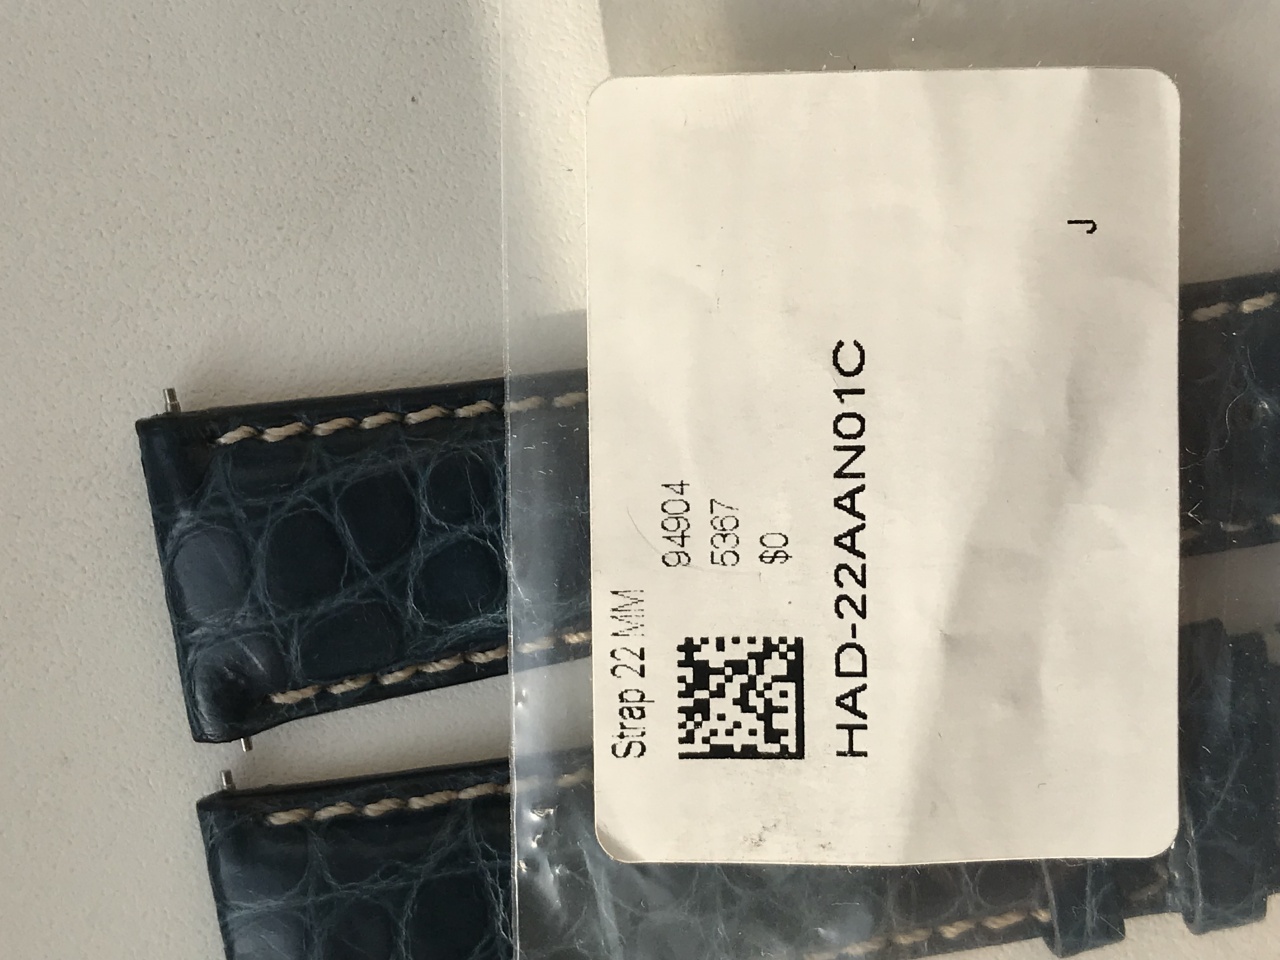 Strap 22 MM
94904
5367
$0
HAD-22AAN01C
J